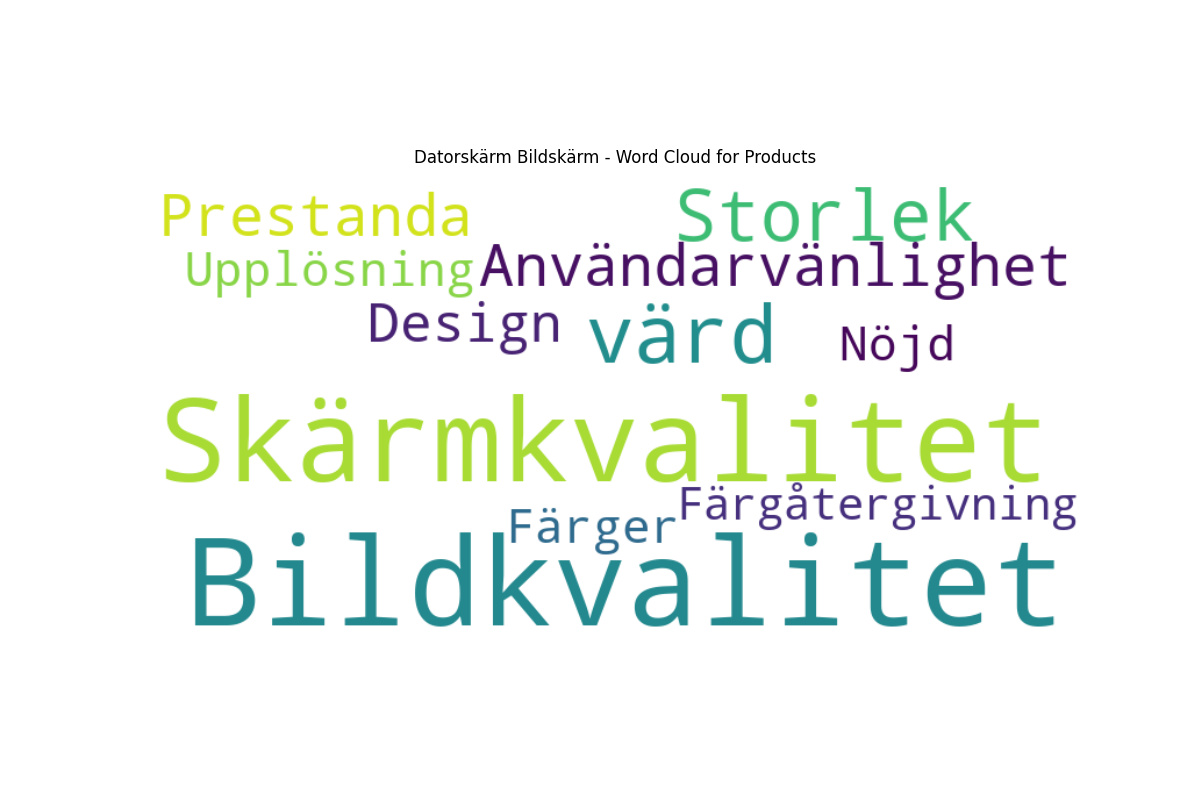 Datorskärm Bildskärm - Word Cloud for Products
Prestanda
Storlek
Upplösning
Användarvänlighet
Design
värd
Nöjd
Skärmkvalitet
Färgåtergivning
Färger
Bildkvalitet